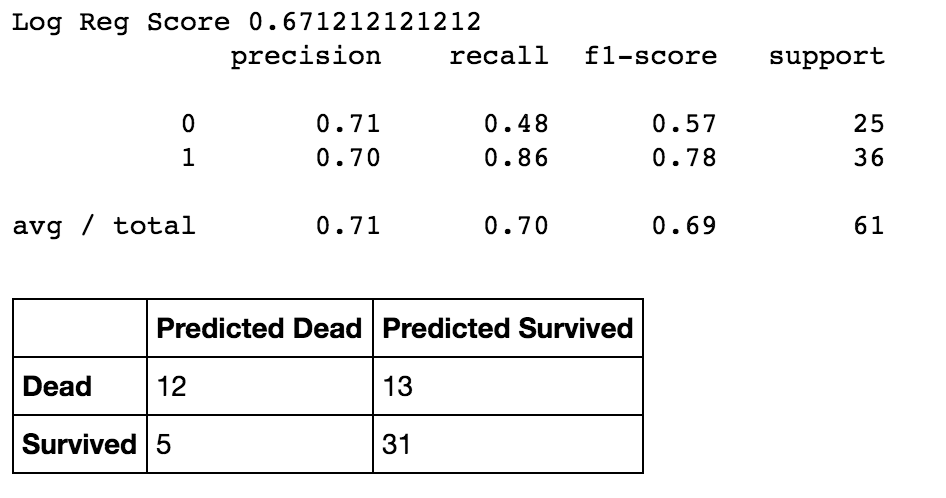 Log Reg Score 0.671212121212
precision recall f1-score support
0 0.71 0.48 0.57 25
1 0.70 0.86 0.78 36
avg / total 0.71 0.70 0.69 61
Predicted Dead Predicted Survived
Dead 12 13
Survived 5 31